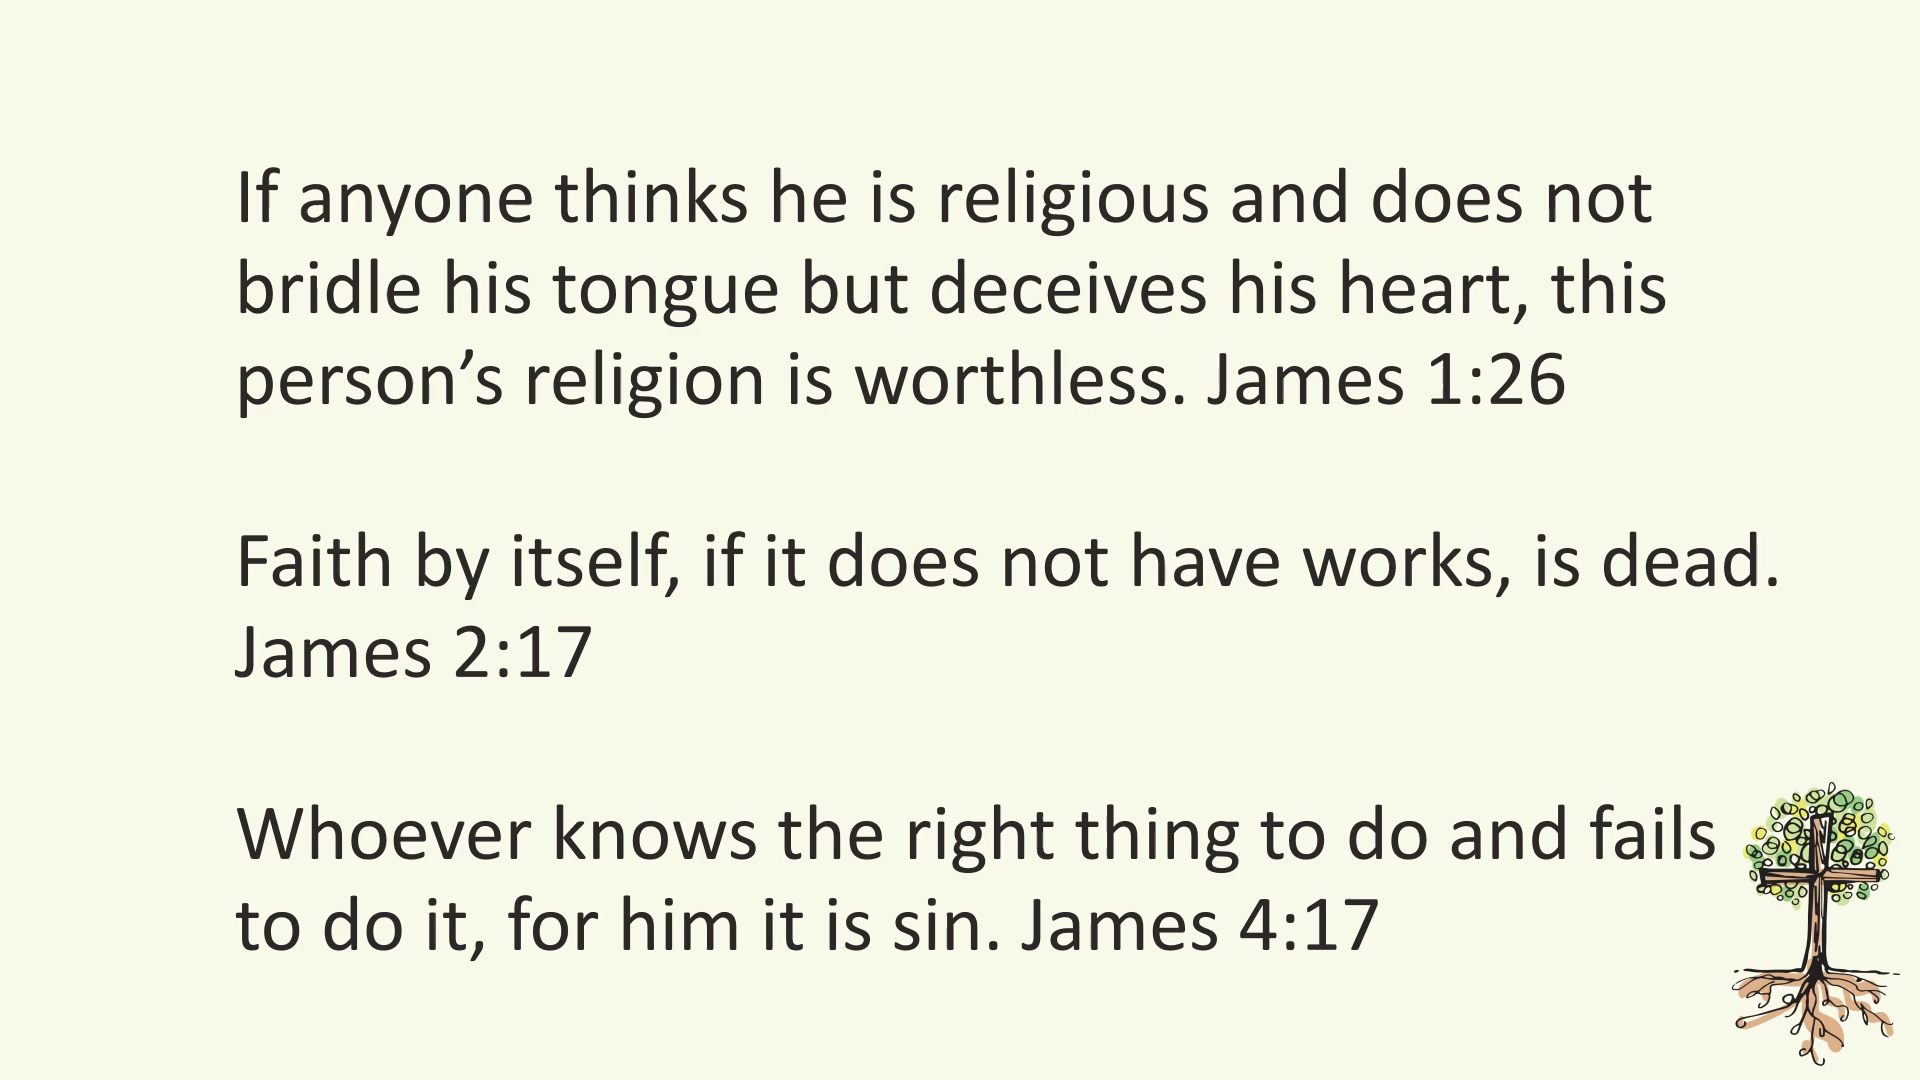 If anyone thinks he is religious and does not
bridle his tongue but deceives his heart, this
person’s religion is worthless. James 1:26
Faith by itself, if it does not have works, is dead.
James 2:17
Whoever knows the right thing to do and fails
to do it, for him it is sin. James 4:17